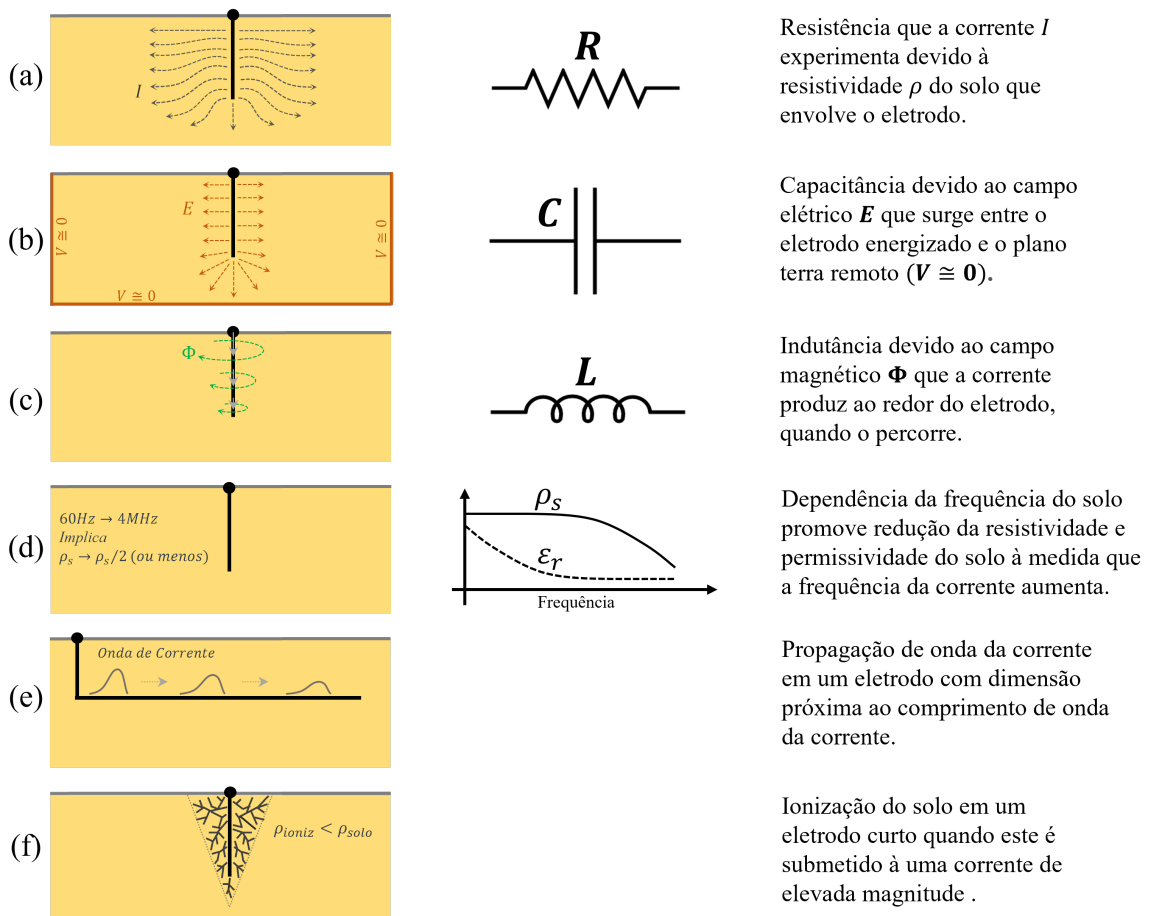 (a)
I
R
Resistência que a corrente I
experimenta devido à
resistividade ρ do solo que
envolve o eletrodo.
(b)
V ≅ 0
E
V ≅ 0
V ≅ 0
C
Capacitância devido ao campo
elétrico E que surge entre o
eletrodo energizado e o plano
terra remoto (V ≅ 0).
(c)
Φ
L
Indutância devido ao campo
magnético Φ que a corrente
produz ao redor do eletrodo,
quando o percorre.
(d)
60Hz → 4MHz
Implica
ρs → ρs/2 (ou menos)
ρs
εr
Frequência
Dependência da frequência do solo
promove redução da resistividade e
permissividade do solo à medida que
a frequência da corrente aumenta.
(e)
Onda de Corrente
Propagação de onda da corrente
em um eletrodo com dimensão
próxima ao comprimento de onda
da corrente.
(f)
ρioniz < ρsolo
Ionização do solo em um
eletrodo curto quando este é
submetido à uma corrente de
elevada magnitude .